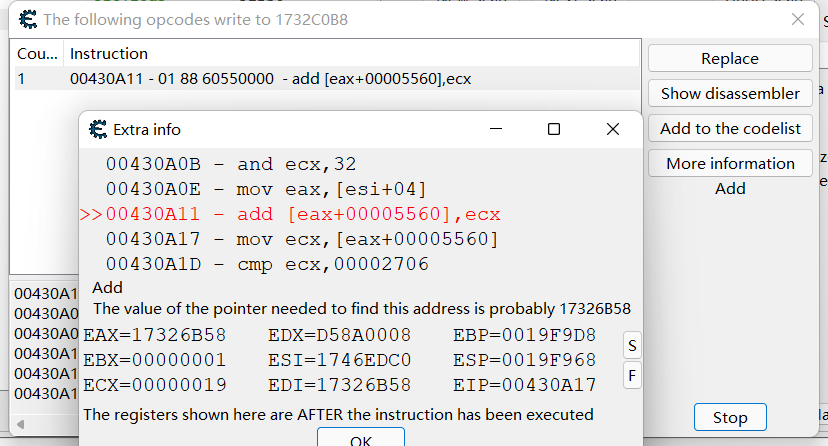 The following opcodes write to 1732C0B8
Cou... Instruction
1 00430A11 - 01 88 60550000 - add [eax+00005560],ecx
Replace
Show disassembler
Add to the codelist
More information
Add
Extra info
00430A0B - and ecx,32
00430A0E - mov eax,[esi+04]
>>00430A11 - add [eax+00005560],ecx
00430A17 - mov ecx,[eax+00005560]
00430A1D - cmp ecx,00002706
Add
The value of the pointer needed to find this address is probably 17326B58
EAX=17326B58 EDX=D58A0008 EBP=0019F9D8
EBX=00000001 ESI=1746EDC0 ESP=0019F968
ECX=00000019 EDI=17326B58 EIP=00430A17
S
F
The registers shown here are AFTER the instruction has been executed
OK
00430A1
00430A0
00430A0
00430A1
00430A1
00430A1
Stop